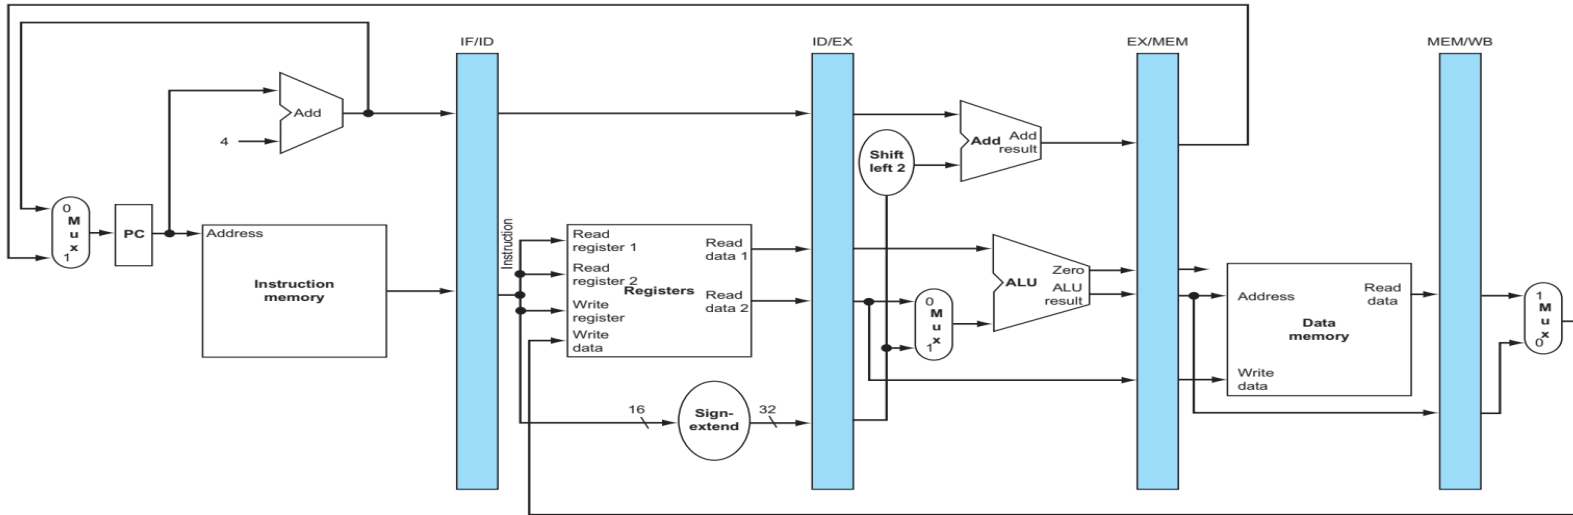 IF/ID
ID/EX
EX/MEM
MEM/WB
Add
4
Shift
left 2
Add
Add
result
0
M
u
x
1
PC
Address
Instruction
memory
Instruction
Read
register 1
Read
register 2
Write
register
Write
data
Registers
Read
data 1
Read
data 2
16
Sign-
extend
32
0
M
u
x
1
Zero
ALU
ALU
result
Address
Read
data
Data
memory
Write
data
1
M
u
x
0